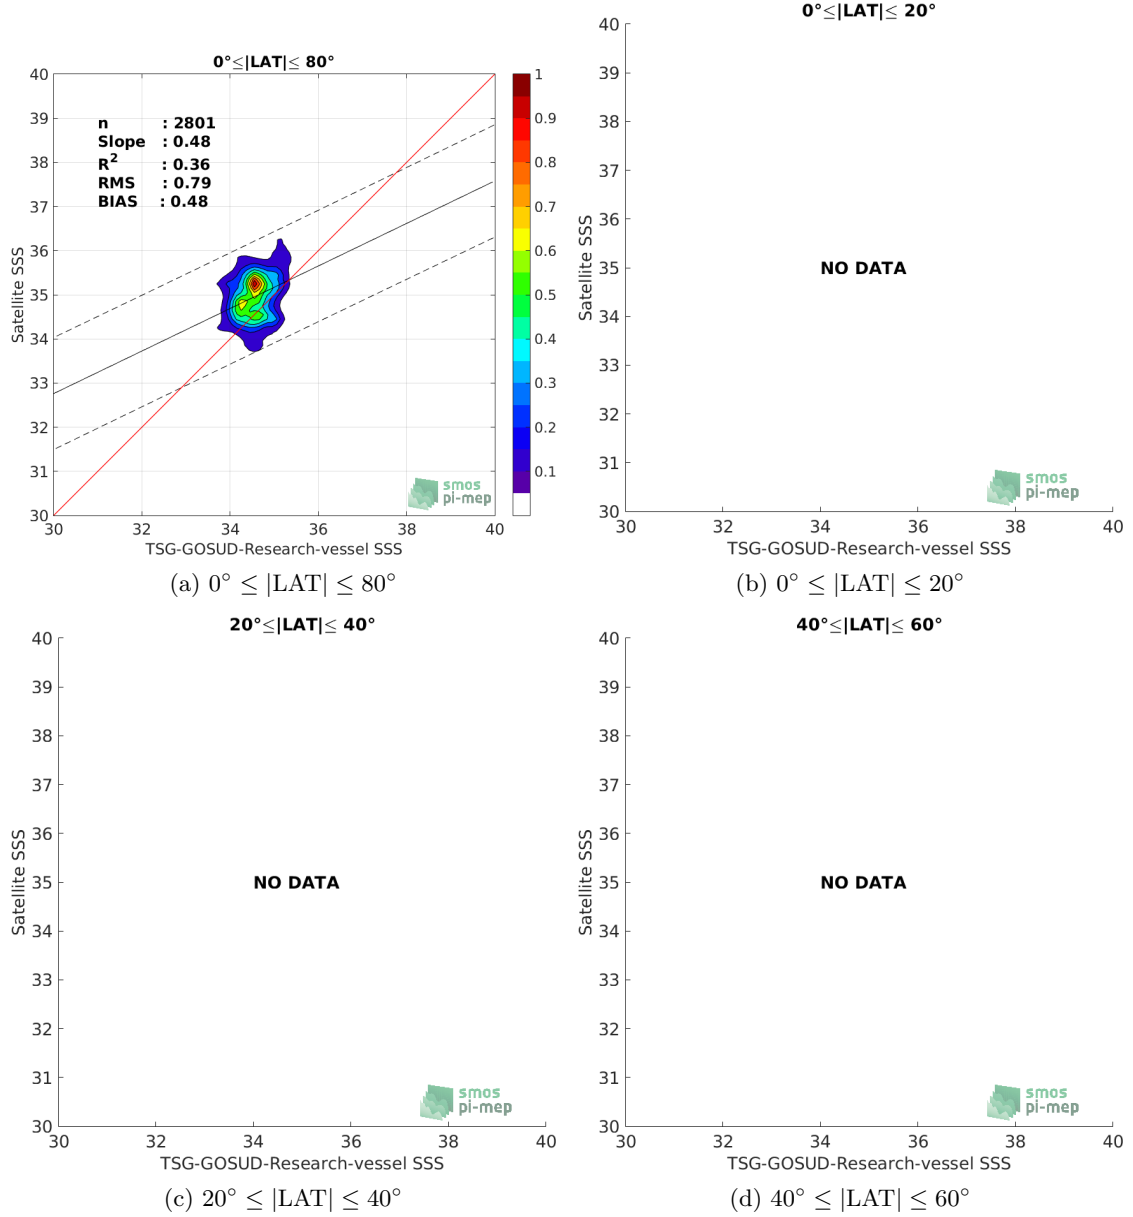 0°≤|LAT|≤ 80°
40
39
38
37
36
35
34
33
32
31
30
Satellite SSS
n : 2801
Slope : 0.48
R² : 0.36
RMS : 0.79
BIAS : 0.48
1
0.9
0.8
0.7
0.6
0.5
0.4
0.3
0.2
0.1
smos
pi-mep
30 32 34 36 38 40
TSG-GOSUD-Research-vessel SSS
(a) 0° ≤ |LAT| ≤ 80°
0°≤|LAT|≤ 20°
40
39
38
37
36
35
34
33
32
31
30
Satellite SSS
NO DATA
smos
pi-mep
30 32 34 36 38 40
TSG-GOSUD-Research-vessel SSS
(b) 0° ≤ |LAT| ≤ 20°
20°≤|LAT|≤ 40°
40
39
38
37
36
35
34
33
32
31
30
Satellite SSS
NO DATA
smos
pi-mep
30 32 34 36 38 40
TSG-GOSUD-Research-vessel SSS
(c) 20° ≤ |LAT| ≤ 40°
40°≤|LAT|≤ 60°
40
39
38
37
36
35
34
33
32
31
30
Satellite SSS
NO DATA
smos
pi-mep
30 32 34 36 38 40
TSG-GOSUD-Research-vessel SSS
(d) 40° ≤ |LAT| ≤ 60°